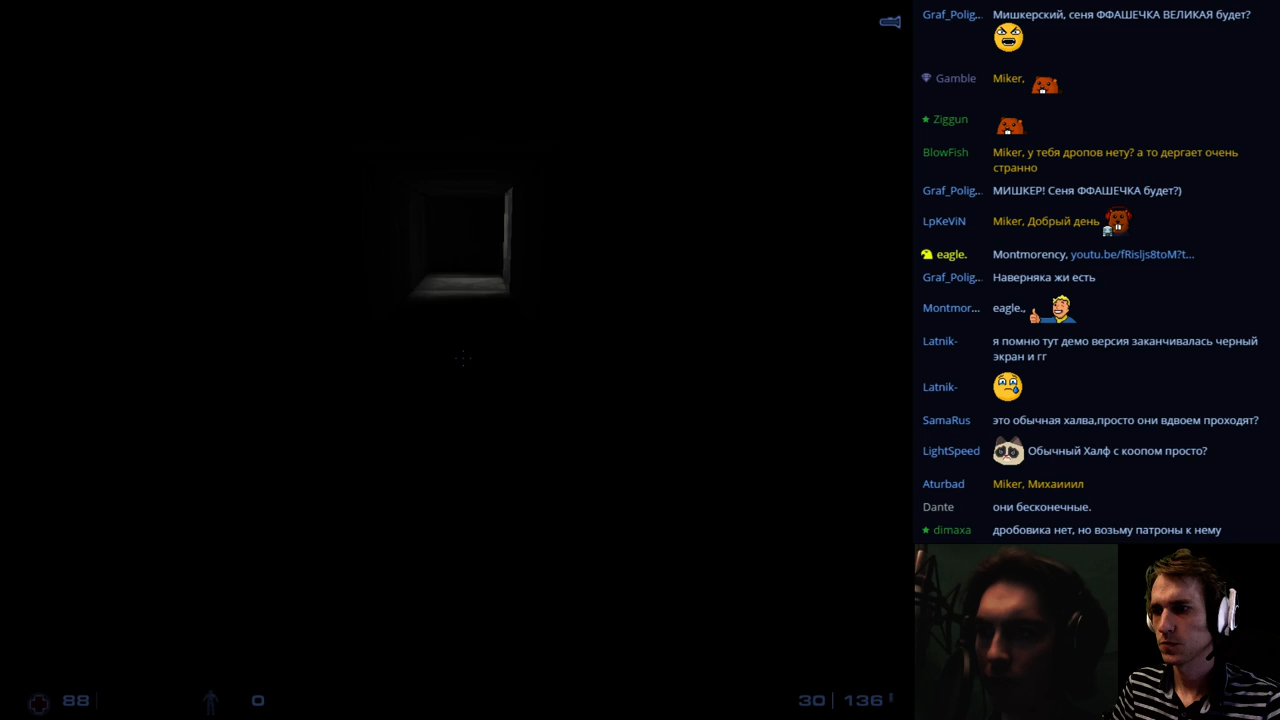 Graf_Polig... Мишкерский, сеня ФФАШЕЧКА ВЕЛИКАЯ будет?
Gamble Miker,
Ziggun
BlowFish Miker, у тебя дропов нету? а то дергает очень
странно
Graf_Polig... МИШКЕР! Сеня ФФАШЕЧКА будет?)
LpKeViN Miker, Добрый день
eagle. Montmorency, youtu.be/fRisljs8toM?t...
Graf_Polig... Наверняка жи есть
Montmor... eagle.,
Latnik- я помню тут демо версия заканчивалась черный
экран и гг
Latnik-
SamaRus это обычная халва,просто они вдвоем проходят?
LightSpeed Обычный Халф с коопом просто?
Aturbad Miker, Михаииил
Dante они бесконечные.
dimaxa дробовика нет, но возьму патроны к нему
88 0 30 136